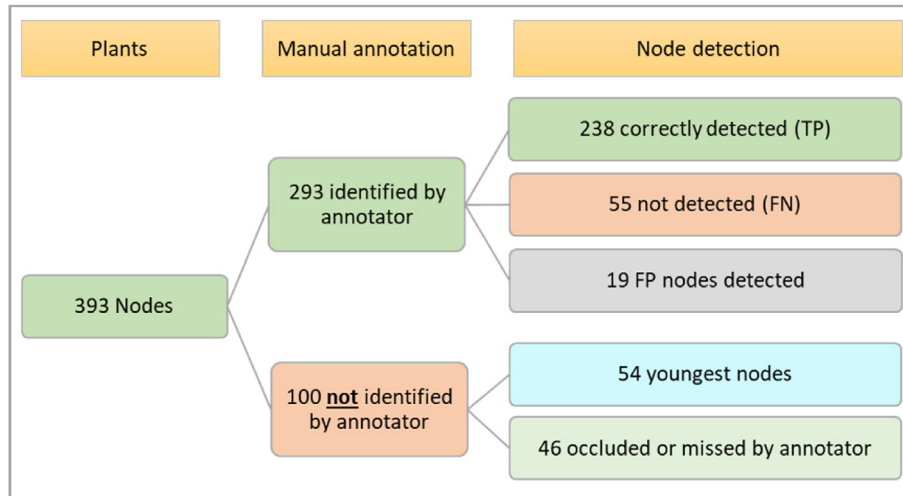 Plants
Manual annotation
Node detection
393 Nodes
293 identified by
annotator
100 not identified
by annotator
238 correctly detected (TP)
55 not detected (FN)
19 FP nodes detected
54 youngest nodes
46 occluded or missed by annotator